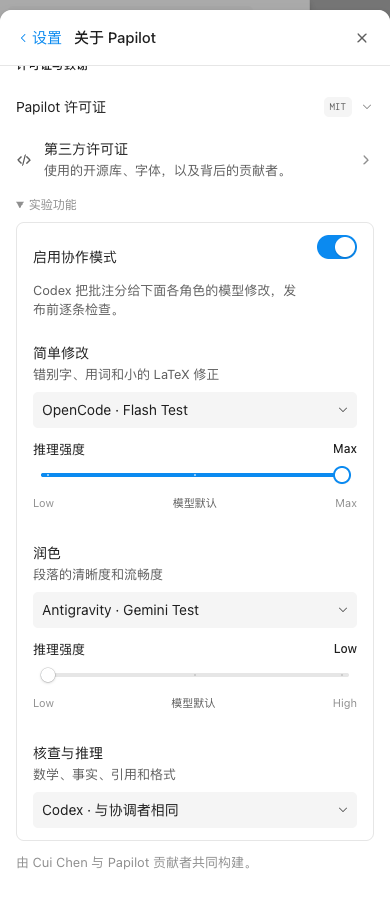 设置 关于 Papilot
许可证与致谢
Papilot 许可证 MIT
第三方许可证
使用的开源库、字体，以及背后的贡献者。
实验功能
启用协作模式
Codex 把批注分给下面各角色的模型修改，发
布前逐条检查。
简单修改
错别字、用词和小的 LaTeX 修正
OpenCode · Flash Test
推理强度 Max
Low 模型默认 Max
润色
段落的清晰度和流畅度
Antigravity · Gemini Test
推理强度 Low
Low 模型默认 High
核查与推理
数学、事实、引用和格式
Codex · 与协调者相同
由 Cui Chen 与 Papilot 贡献者共同构建。